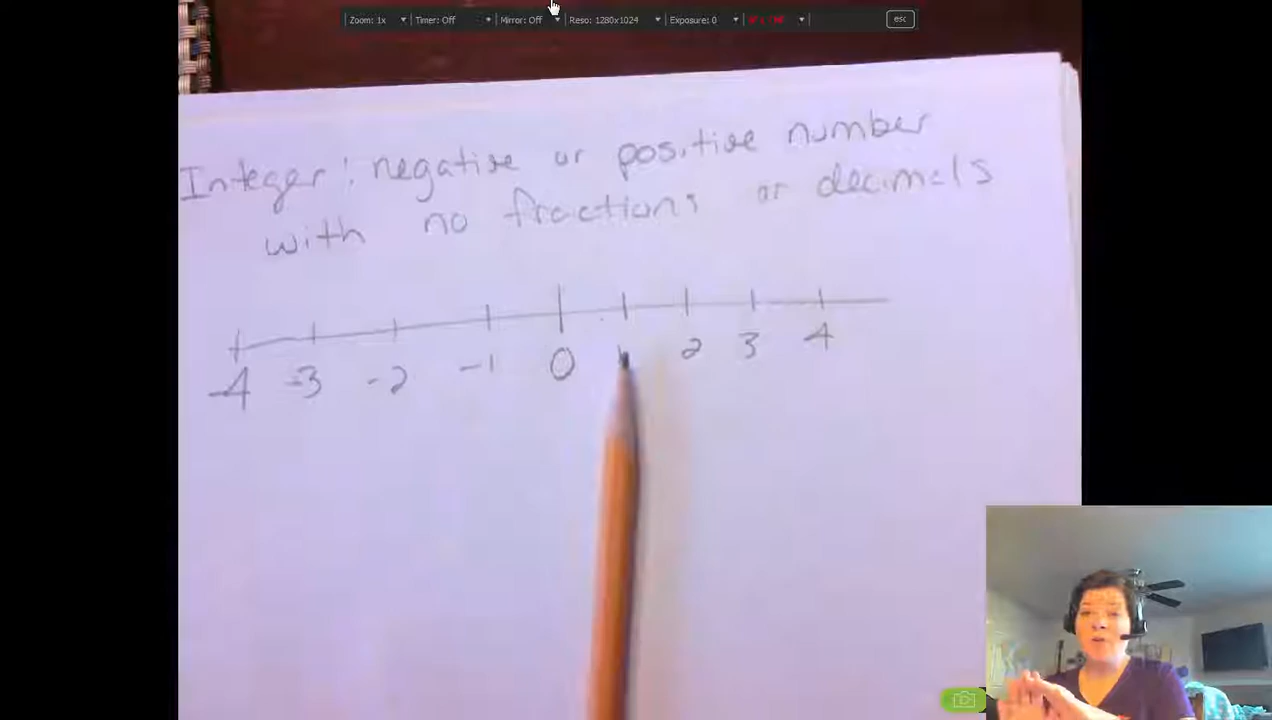 Zoom: 1x Timer: Off Mirror: Off Reso: 1280x1024 Exposure: 0 esc
Integer: negative or positive number
with no fractions or decimals
-4 -3 -2 -1 0 1 2 3 4